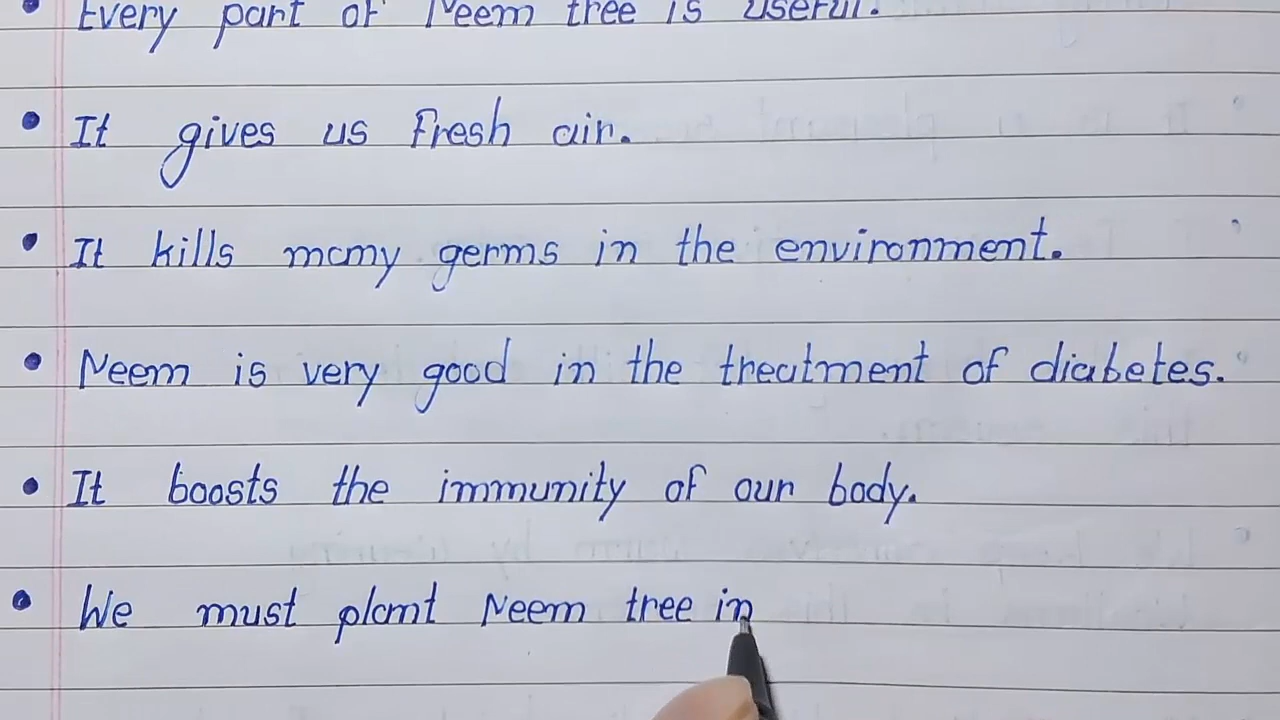 • Every part of Neem tree is useful.
• It gives us fresh air.
• It kills many germs in the environment.
• Neem is very good in the treatment of diabetes.
• It boosts the immunity of our body.
• We must plant Neem tree in